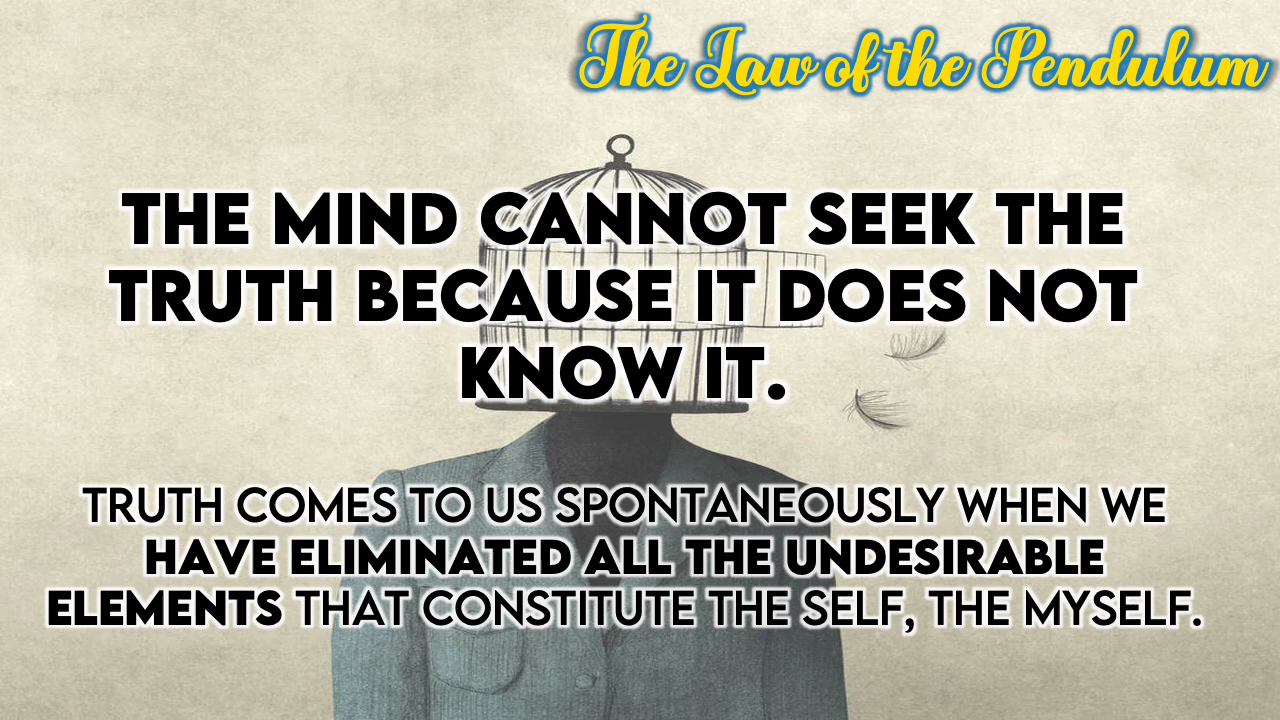 The Law of the Pendulum
THE MIND CANNOT SEEK THE
TRUTH BECAUSE IT DOES NOT
KNOW IT.
TRUTH COMES TO US SPONTANEOUSLY WHEN WE
HAVE ELIMINATED ALL THE UNDESIRABLE
ELEMENTS THAT CONSTITUTE THE SELF, THE MYSELF.